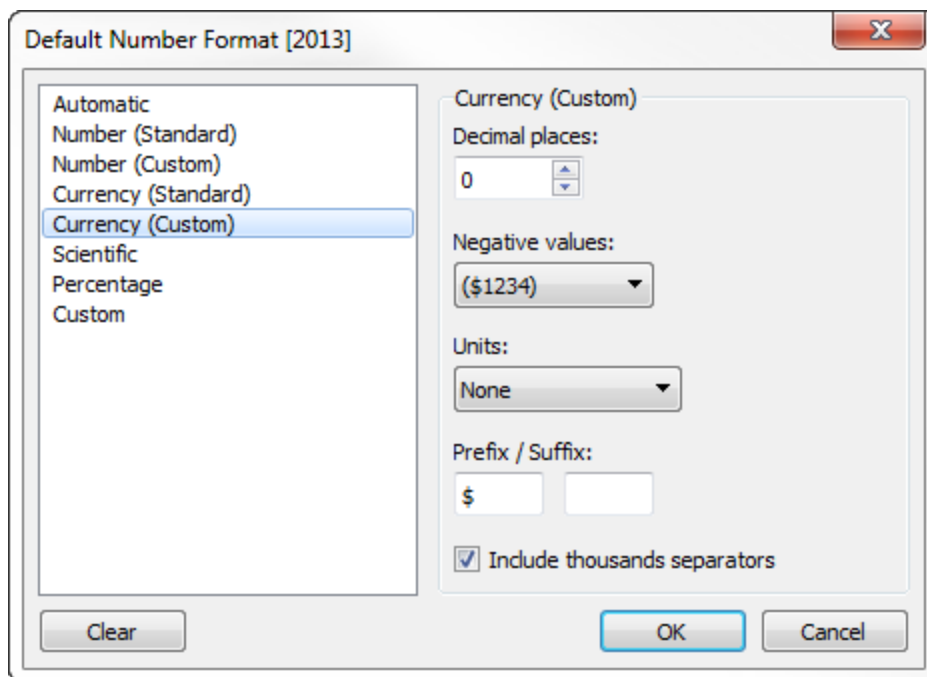 Default Number Format [2013]
Automatic
Number (Standard)
Number (Custom)
Currency (Standard)
Currency (Custom)
Scientific
Percentage
Custom
Currency (Custom)
Decimal places:
0
Negative values:
($1234)
Units:
None
Prefix / Suffix:
$
Include thousands separators
Clear
OK
Cancel